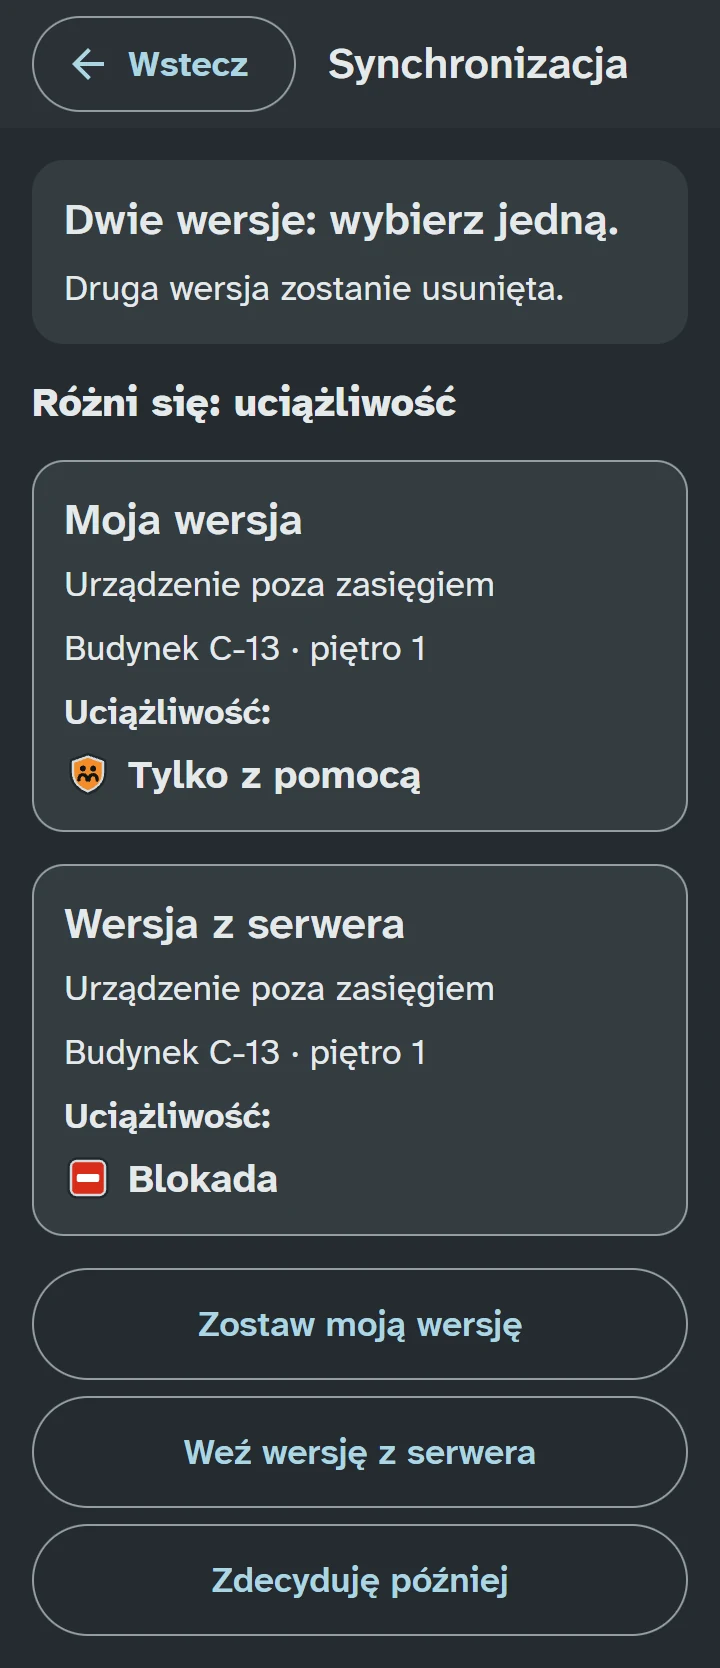 Wstecz
Synchronizacja
Dwie wersje: wybierz jedną.
Druga wersja zostanie usunięta.
Różni się: uciążliwość
Moja wersja
Urządzenie poza zasięgiem
Budynek C-13 · piętro 1
Uciążliwość:
Tylko z pomocą
Wersja z serwera
Urządzenie poza zasięgiem
Budynek C-13 · piętro 1
Uciążliwość:
Blokada
Zostaw moją wersję
Weź wersję z serwera
Zdecyduję później